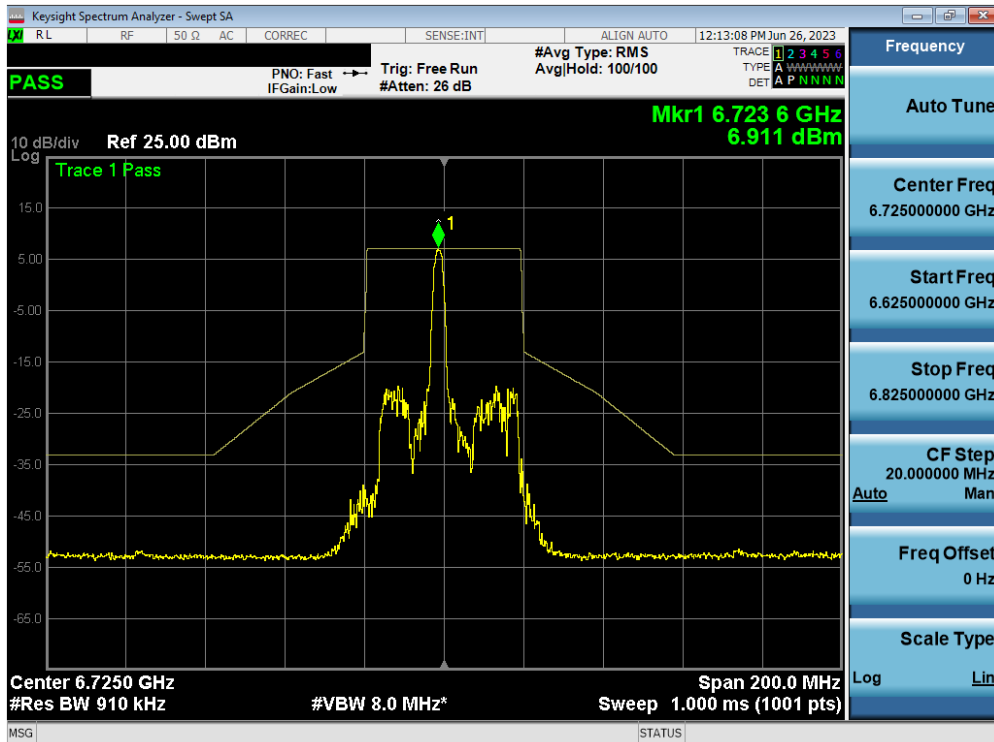 Keysight Spectrum Analyzer - Swept SA
LXI RL RF 50 Ω AC CORREC SENSE:INT ALIGN AUTO 12:13:08 PM Jun 26, 2023
PASS
PNO: Fast
IFGain:Low
Trig: Free Run
#Atten: 26 dB
#Avg Type: RMS
Avg|Hold: 100/100
TRACE 1 2 3 4 5 6
TYPE A WWWWW
DET A P N N N N
Mkr1 6.723 6 GHz
6.911 dBm
10 dB/div Ref 25.00 dBm
Log
Trace 1 Pass
1
15.0
5.00
-5.00
-15.0
-25.0
-35.0
-45.0
-55.0
-65.0
Center 6.7250 GHz Span 200.0 MHz
#Res BW 910 kHz #VBW 8.0 MHz* Sweep 1.000 ms (1001 pts)
MSG STATUS
Frequency
Auto Tune
Center Freq
6.725000000 GHz
Start Freq
6.625000000 GHz
Stop Freq
6.825000000 GHz
CF Step
20.000000 MHz
Auto Man
Freq Offset
0 Hz
Scale Type
Log Lin